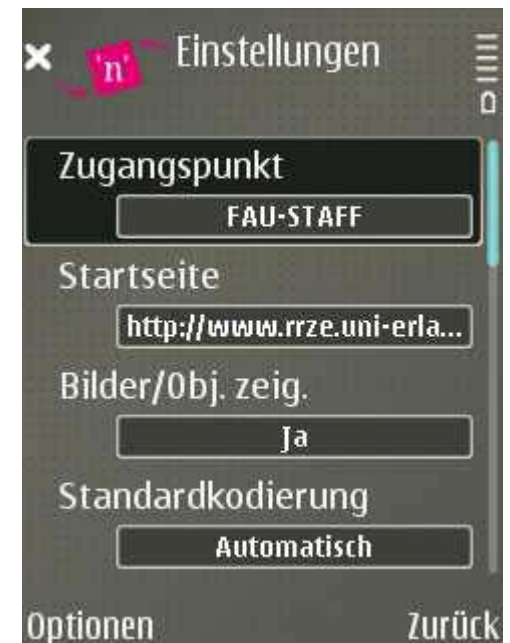 'n'
Einstellungen
Zugangspunkt
FAU-STAFF
Startseite
http://www.rrze.uni-erla...
Bilder/Obj. zeig.
Ja
Standardkodierung
Automatisch
Optionen
Zurück